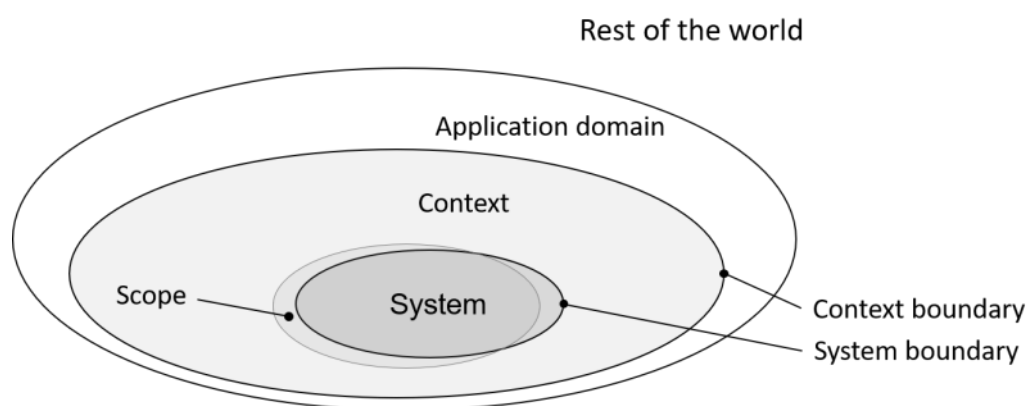 Rest of the world
Application domain
Context
Scope
System
Context boundary
System boundary